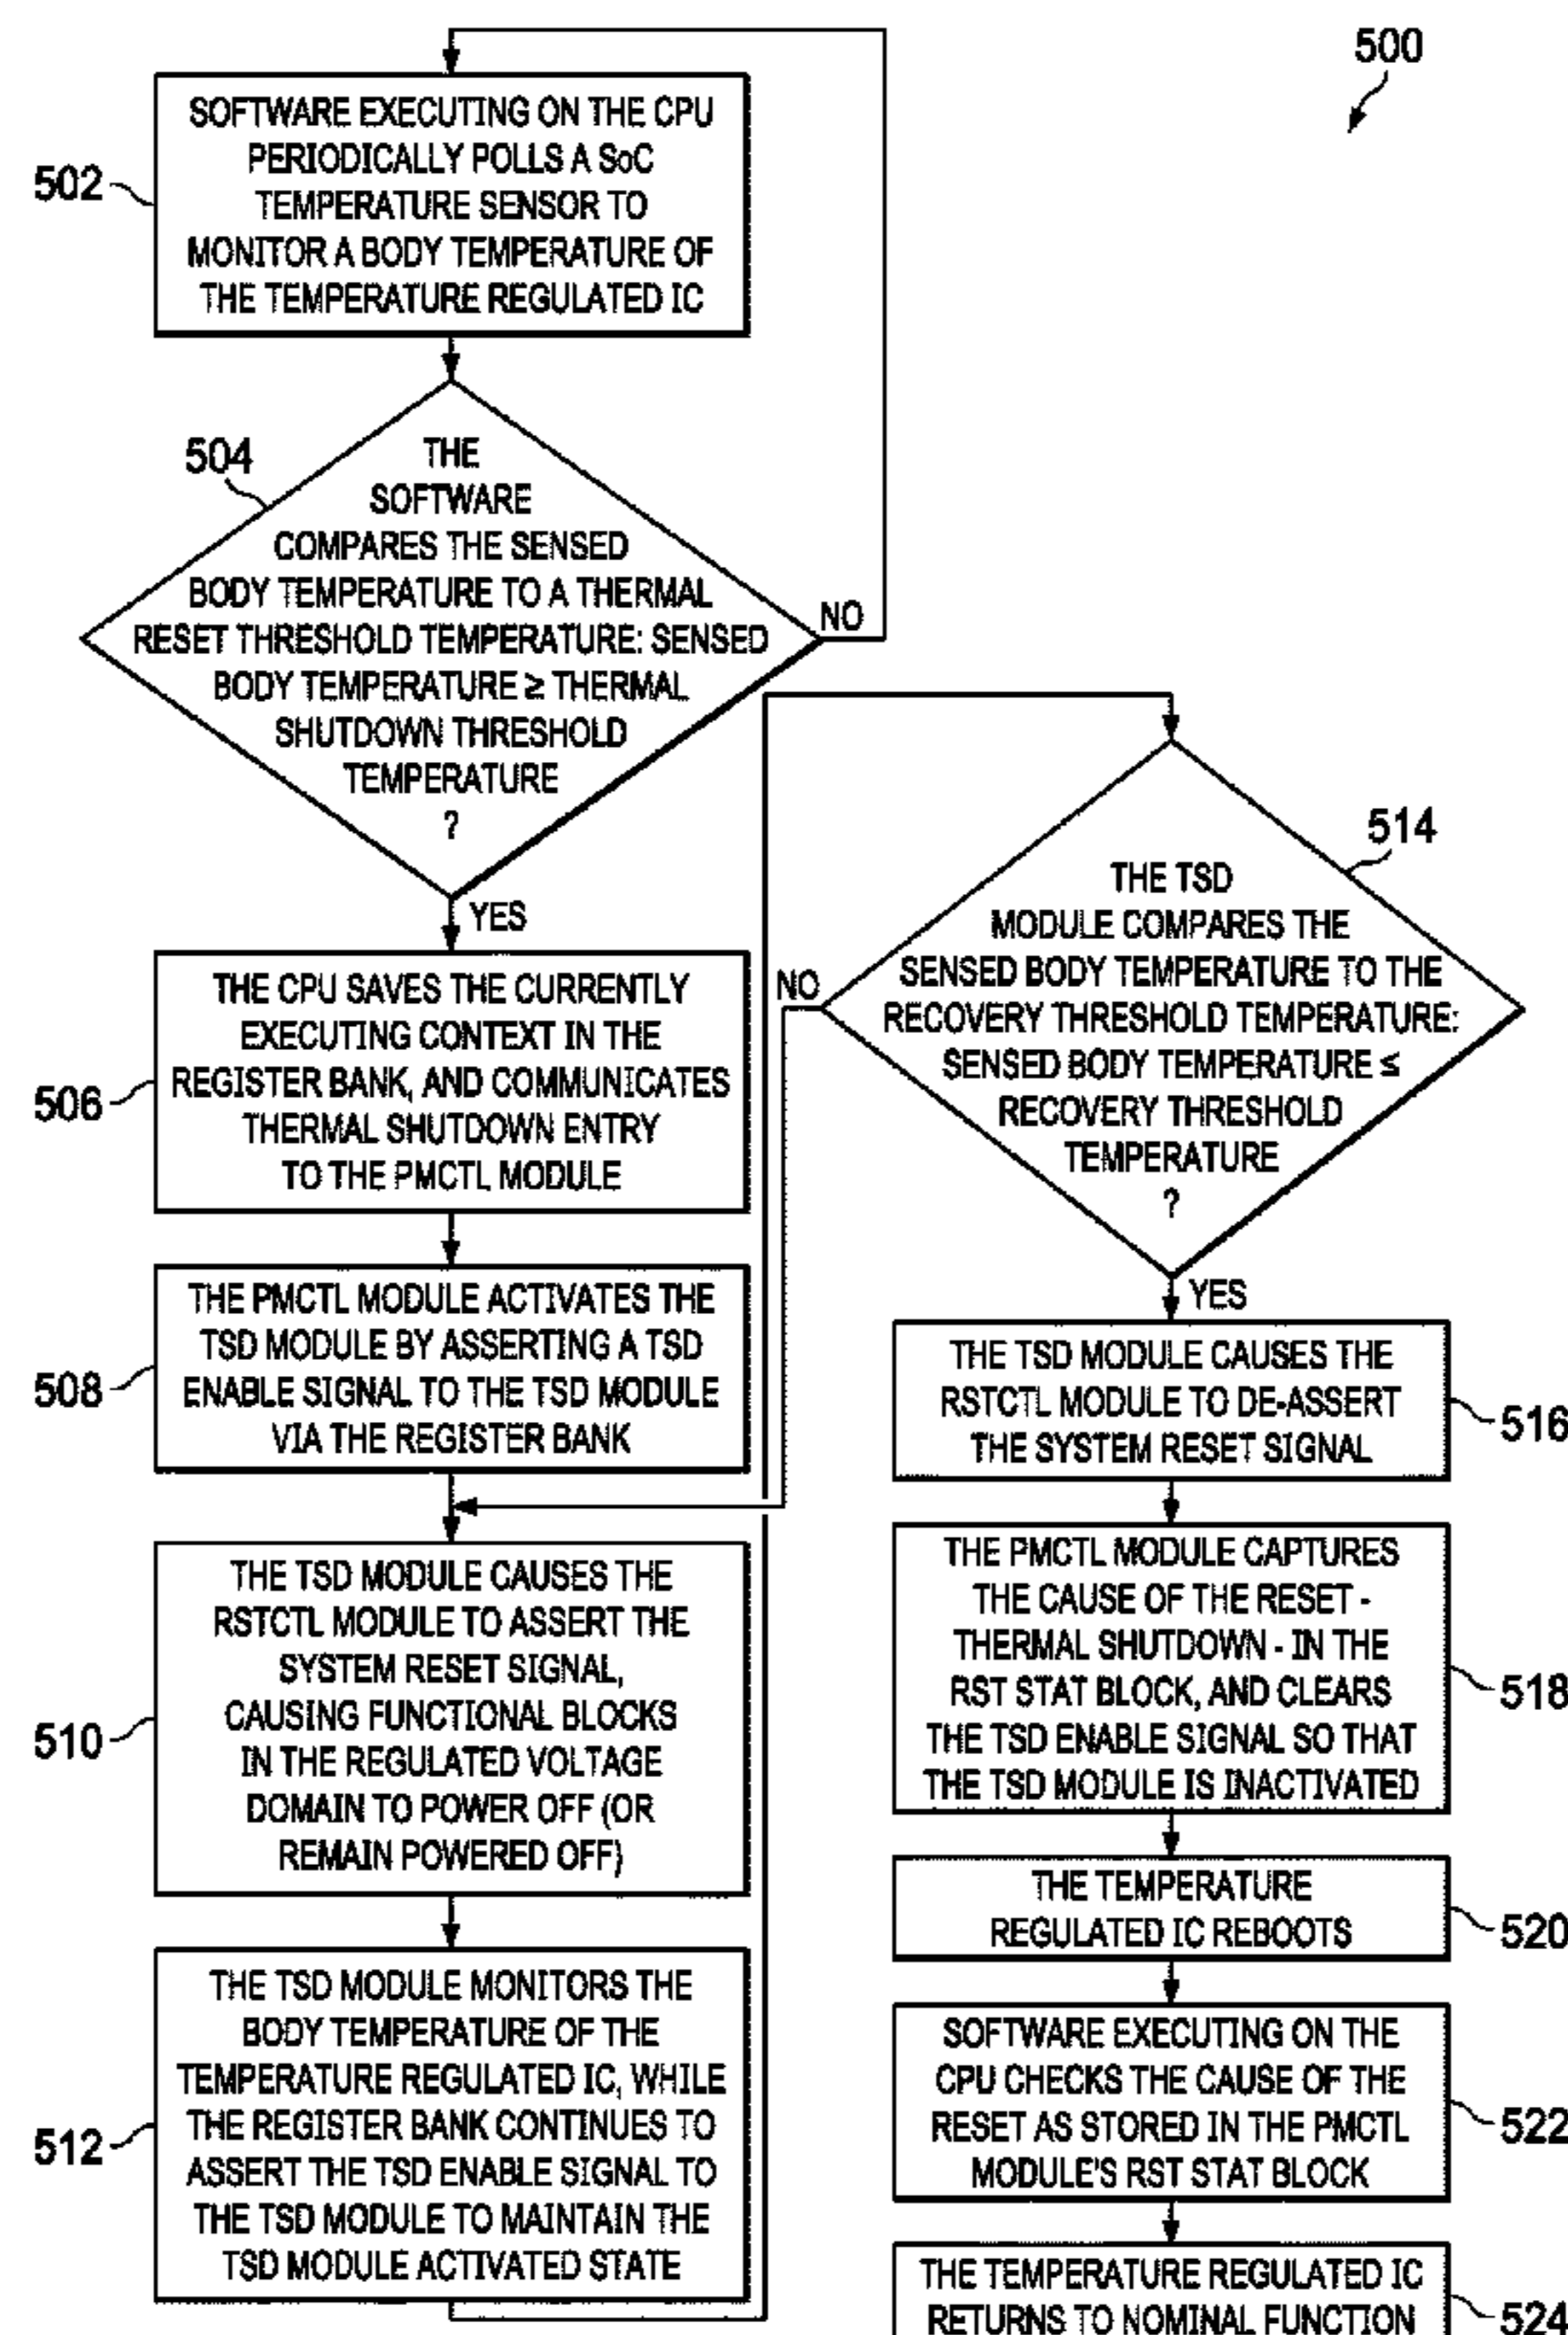 500
502
SOFTWARE EXECUTING ON THE CPU
PERIODICALLY POLLS A SoC
TEMPERATURE SENSOR TO
MONITOR A BODY TEMPERATURE OF
THE TEMPERATURE REGULATED IC
504
THE
SOFTWARE
COMPARES THE SENSED
BODY TEMPERATURE TO A THERMAL
RESET THRESHOLD TEMPERATURE: SENSED
BODY TEMPERATURE ≥ THERMAL
SHUTDOWN THRESHOLD
TEMPERATURE
?
NO
YES
506
THE CPU SAVES THE CURRENTLY
EXECUTING CONTEXT IN THE
REGISTER BANK, AND COMMUNICATES
THERMAL SHUTDOWN ENTRY
TO THE PMCTL MODULE
508
THE PMCTL MODULE ACTIVATES THE
TSD MODULE BY ASSERTING A TSD
ENABLE SIGNAL TO THE TSD MODULE
VIA THE REGISTER BANK
510
THE TSD MODULE CAUSES THE
RSTCTL MODULE TO ASSERT THE
SYSTEM RESET SIGNAL,
CAUSING FUNCTIONAL BLOCKS
IN THE REGULATED VOLTAGE
DOMAIN TO POWER OFF (OR
REMAIN POWERED OFF)
512
THE TSD MODULE MONITORS THE
BODY TEMPERATURE OF THE
TEMPERATURE REGULATED IC, WHILE
THE REGISTER BANK CONTINUES TO
ASSERT THE TSD ENABLE SIGNAL TO
THE TSD MODULE TO MAINTAIN THE
TSD MODULE ACTIVATED STATE
514
THE TSD
MODULE COMPARES THE
SENSED BODY TEMPERATURE TO THE
RECOVERY THRESHOLD TEMPERATURE:
SENSED BODY TEMPERATURE ≤
RECOVERY THRESHOLD
TEMPERATURE
?
NO
YES
THE TSD MODULE CAUSES THE
RSTCTL MODULE TO DE-ASSERT
THE SYSTEM RESET SIGNAL
516
THE PMCTL MODULE CAPTURES
THE CAUSE OF THE RESET -
THERMAL SHUTDOWN - IN THE
RST STAT BLOCK, AND CLEARS
THE TSD ENABLE SIGNAL SO THAT
THE TSD MODULE IS INACTIVATED
518
THE TEMPERATURE
REGULATED IC REBOOTS
520
SOFTWARE EXECUTING ON THE
CPU CHECKS THE CAUSE OF THE
RESET AS STORED IN THE PMCTL
MODULE'S RST STAT BLOCK
522
THE TEMPERATURE REGULATED IC
RETURNS TO NOMINAL FUNCTION
524